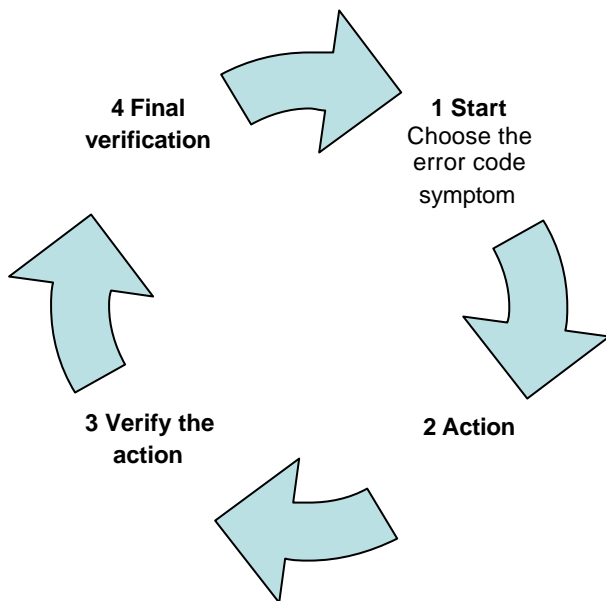 1 Start
Choose the
error code
symptom
2 Action
3 Verify the
action
4 Final
verification